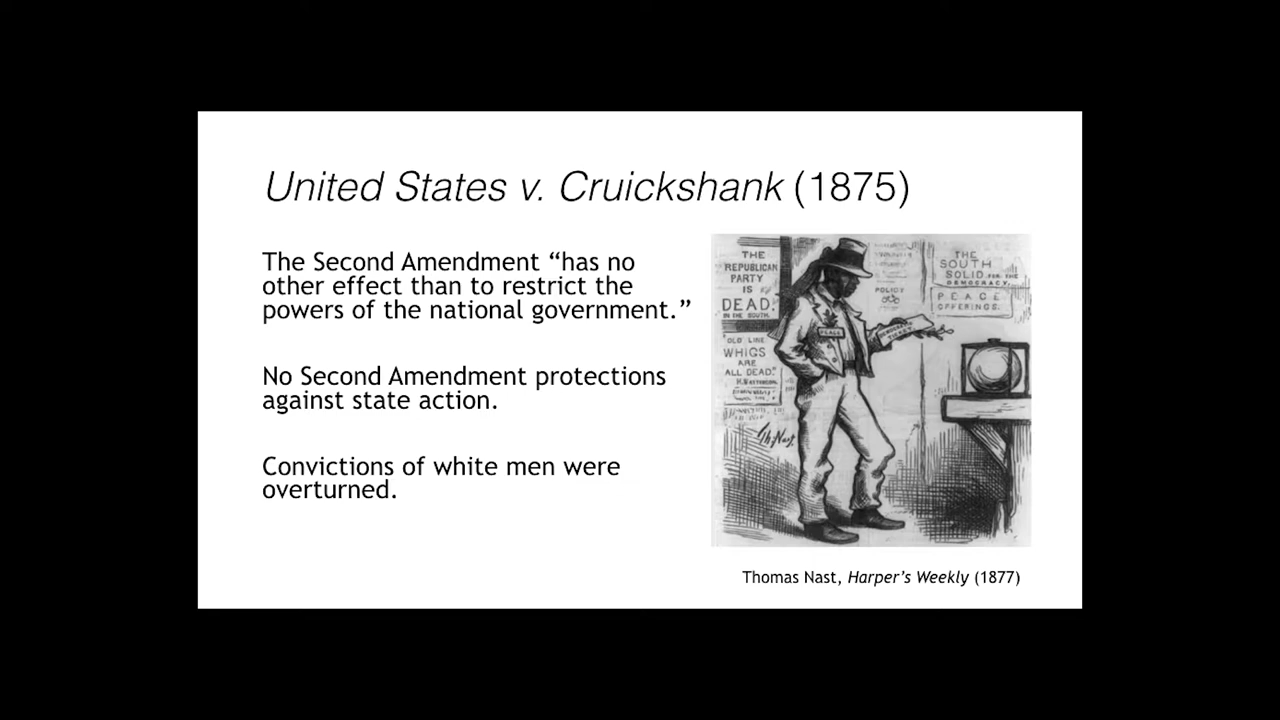 United States v. Cruickshank (1875)
The Second Amendment “has no
other effect than to restrict the
powers of the national government.”
No Second Amendment protections
against state action.
Convictions of white men were
overturned.
THE
REPUBLICAN
PARTY
IS
DEAD.
IN THE SOUTH.
"OLD LINE
WHIGS
ARE
ALL DEAD."
POLICY
THE
SOUTH
SOLID FOR THE
DEMOCRACY.
PEACE
OFFERINGS.
PEACE
DEMOCRATIC
TICKET
Th: Nast.
Thomas Nast, Harper’s Weekly (1877)